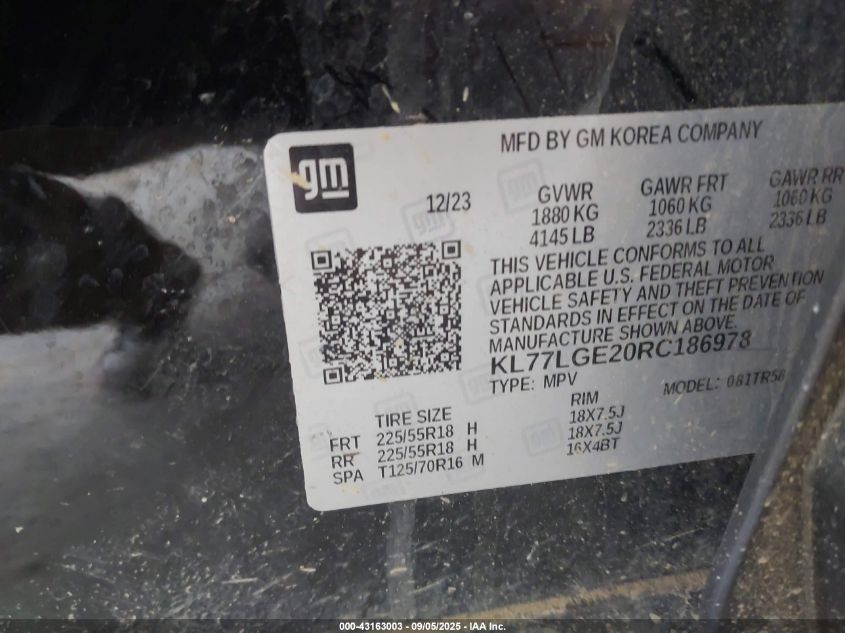 MFD BY GM KOREA COMPANY
gm
12/23
GVWR GAWR FRT GAWR RR
1880 KG 1060 KG 1060 KG
4145 LB 2336 LB 2336 LB
THIS VEHICLE CONFORMS TO ALL
APPLICABLE U.S. FEDERAL MOTOR
VEHICLE SAFETY AND THEFT PREVENTION
STANDARDS IN EFFECT ON THE DATE OF
MANUFACTURE SHOWN ABOVE.
KL77LGE20RC186978
TYPE: MPV MODEL: 081TR58
TIRE SIZE RIM
FRT 225/55R18 H 18X7.5J
RR 225/55R18 H 18X7.5J
SPA T125/70R16 M 16X4BT
000-43163003 - 09/05/2025 - IAA Inc.